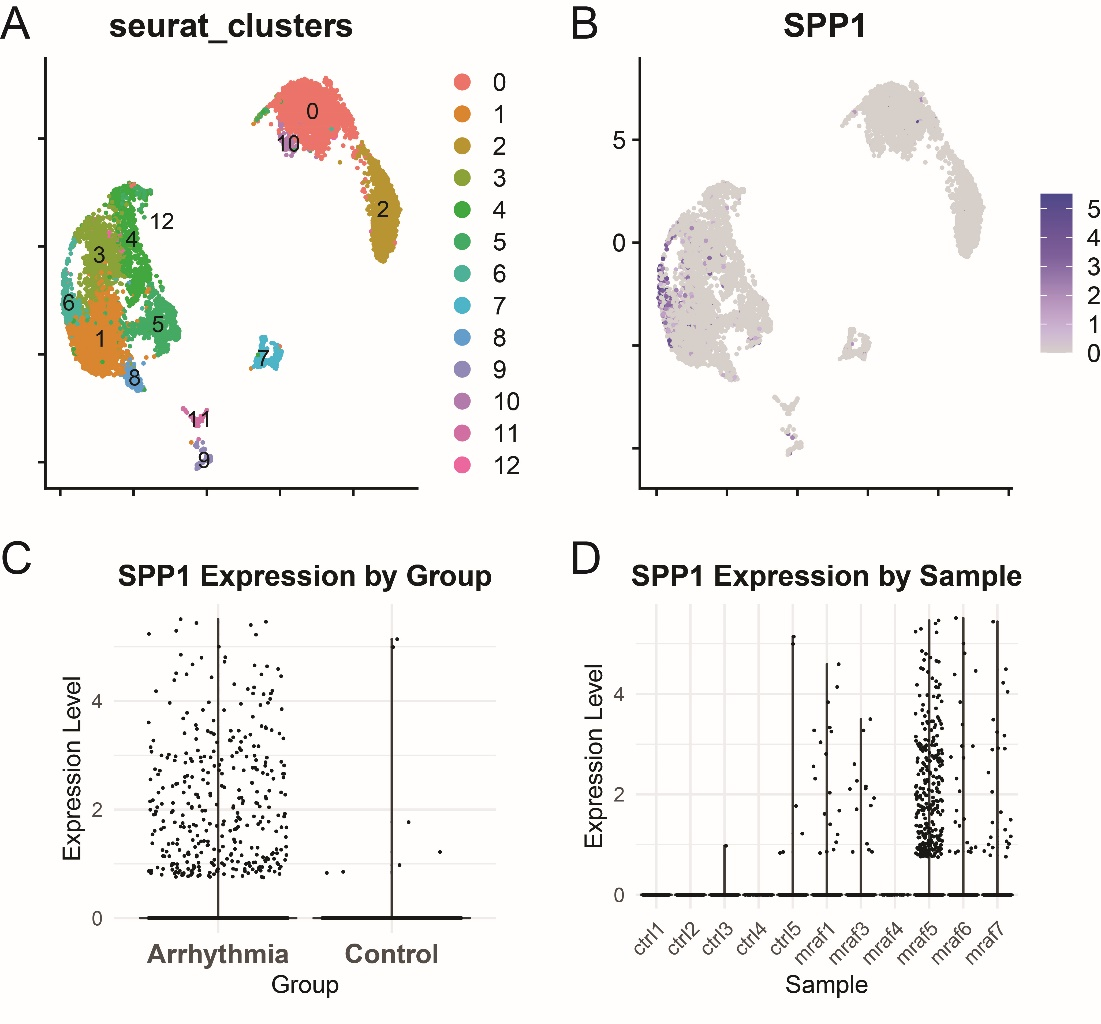 A
seurat_clusters
0
10
2
12
4
3
6
1
5
8
7
11
9
0
1
2
3
4
5
6
7
8
9
10
11
12
B
SPP1
5
0
5
4
3
2
1
0
C
SPP1 Expression by Group
Expression Level
4
2
0
Arrhythmia Control
Group
D
SPP1 Expression by Sample
Expression Level
4
2
0
ctrl1 ctrl2 ctrl3 ctrl4 ctrl5 mraf1 mraf3 mraf4 mraf5 mraf6 mraf7
Sample